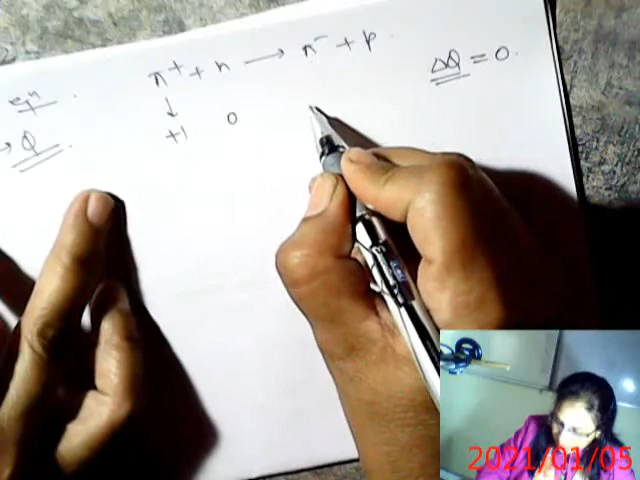 π⁺ + n ⟶ π⁻ + p.
ΔQ = 0.
→ Q
+1 0
2021/01/05